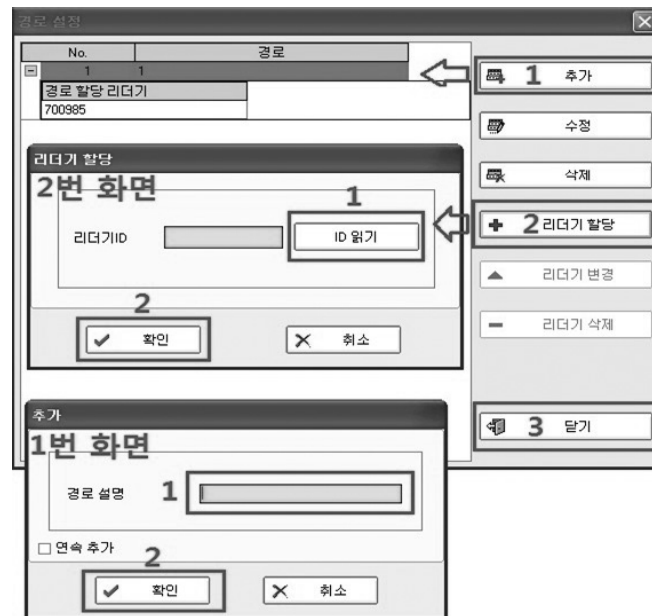 경로 설정
No. 경로
1 1
경로 할당 리더기
700985
1 추가
수정
삭제
2 리더기 할당
리더기 변경
리더기 삭제
3 닫기
리더기 할당
2번 화면
1
리더기ID
ID 읽기
2
확인
취소
추가
1번 화면
경로 설명 1
연속 추가
2
확인
취소